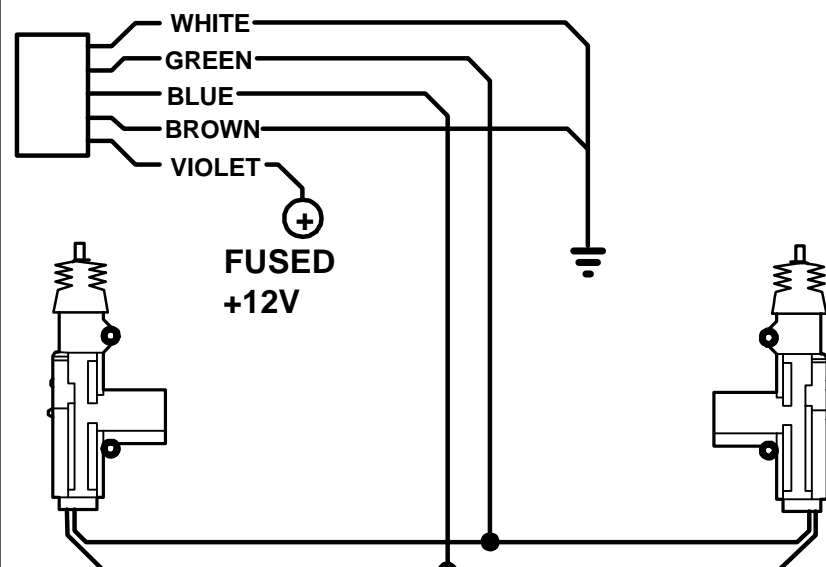 WHITE
GREEN
BLUE
BROWN
VIOLET
+
FUSED
+12V